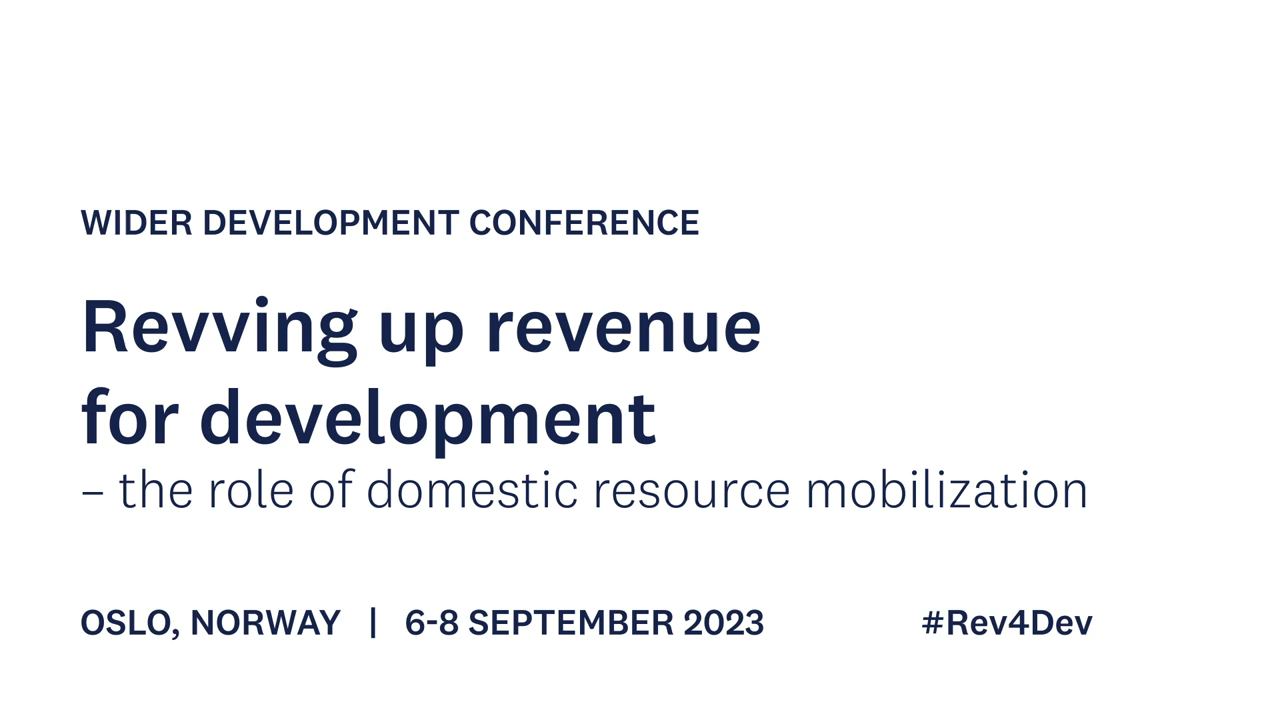 WIDER DEVELOPMENT CONFERENCE
Revving up revenue
for development
– the role of domestic resource mobilization
OSLO, NORWAY | 6-8 SEPTEMBER 2023 #Rev4Dev